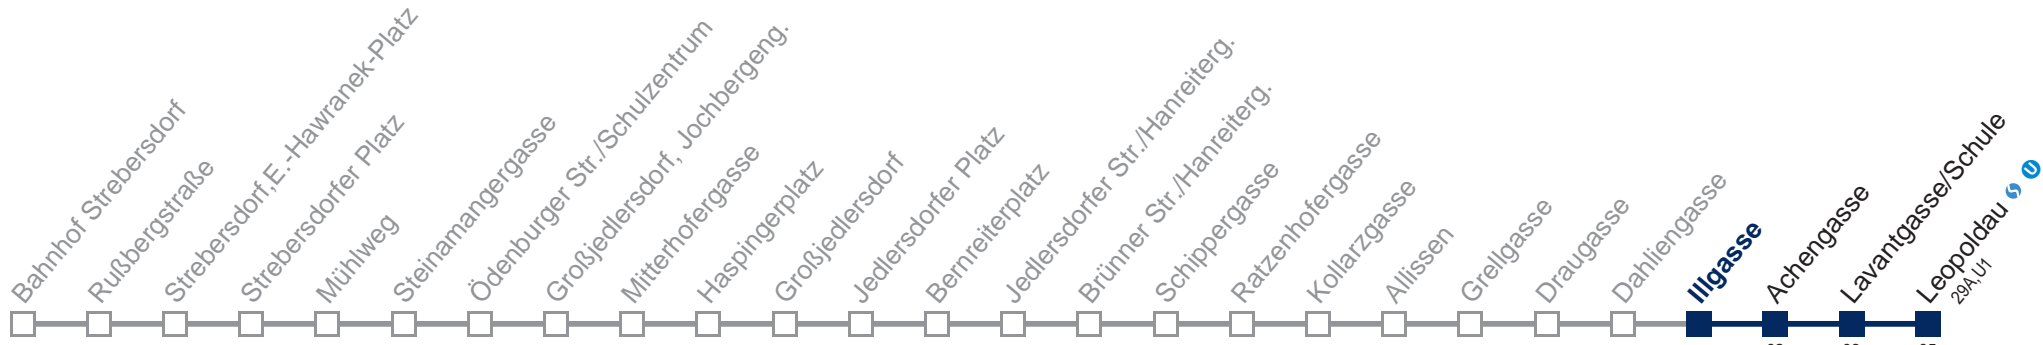 Bahnhof Strebersdorf
Rußbergstraße
Strebersdorf,E.-Hawranek-Platz
Strebersdorfer Platz
Mühlweg
Steinamangergasse
Ödenburger Str./Schulzentrum
Großjedlersdorf, Jochbergeng.
Mitterhofergasse
Haspingerplatz
Großjedlersdorf
Jedlersdorfer Platz
Bernreiterplatz
Jedlersdorfer Str./Hanreiterg.
Brünner Str./Hanreiterg.
Schippergasse
Ratzenhofergasse
Kollarzgasse
Allissen
Grellgasse
Draugasse
Dahliengasse
Illgasse
Achengasse
Lavantgasse/Schule
Leopoldau S U
29A,U1